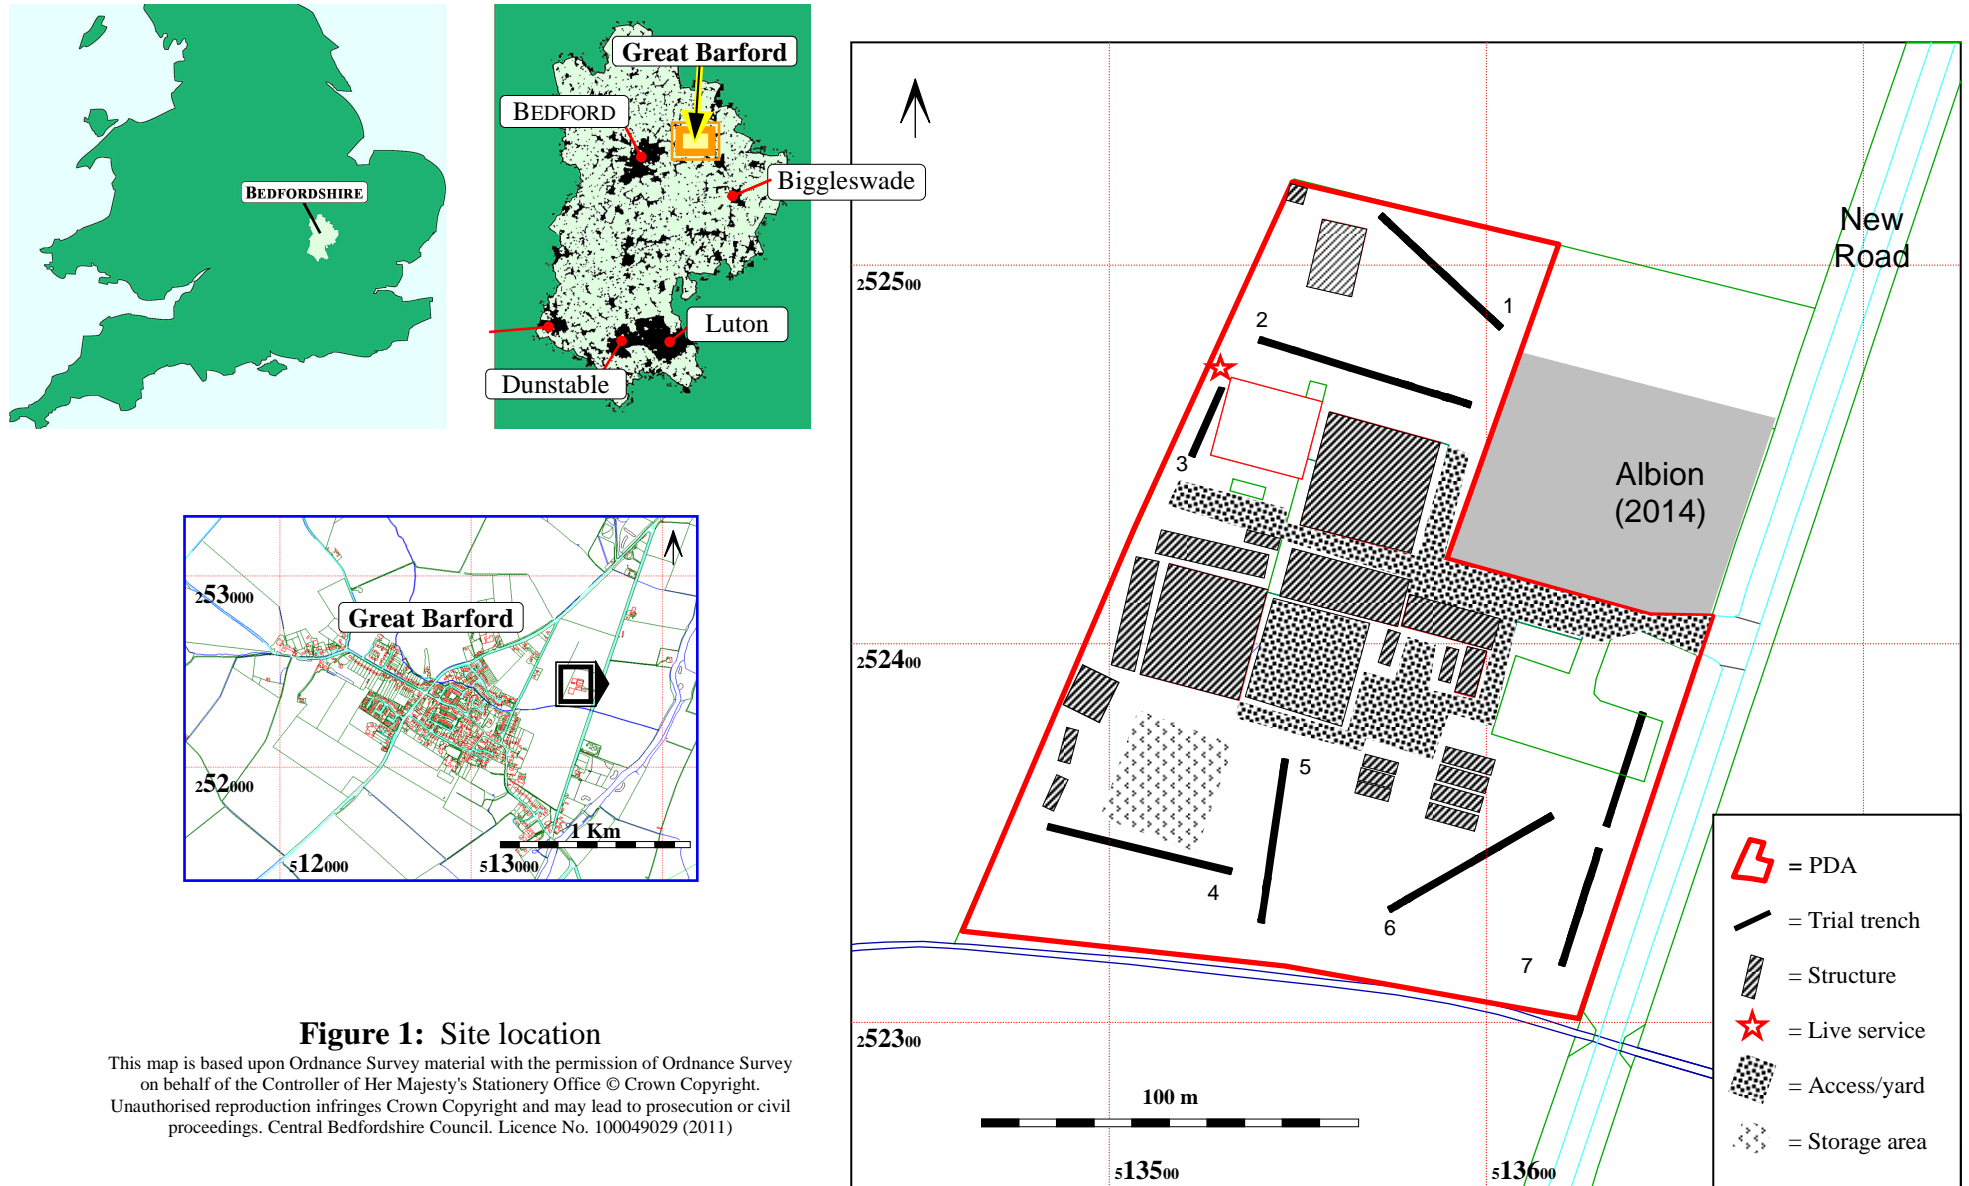 BEDFORDSHIRE
Great Barford
BEDFORD
Biggleswade
Luton
Dunstable
253000
Great Barford
252000
1 Km
512000
513000
Figure 1: Site location
This map is based upon Ordnance Survey material with the permission of Ordnance Survey
on behalf of the Controller of Her Majesty's Stationery Office © Crown Copyright.
Unauthorised reproduction infringes Crown Copyright and may lead to prosecution or civil
proceedings. Central Bedfordshire Council. Licence No. 100049029 (2011)
New
Road
252500
1
2
3
Albion
(2014)
252400
5
4
6
7
252300
100 m
513500
513600
= PDA
= Trial trench
= Structure
= Live service
= Access/yard
= Storage area